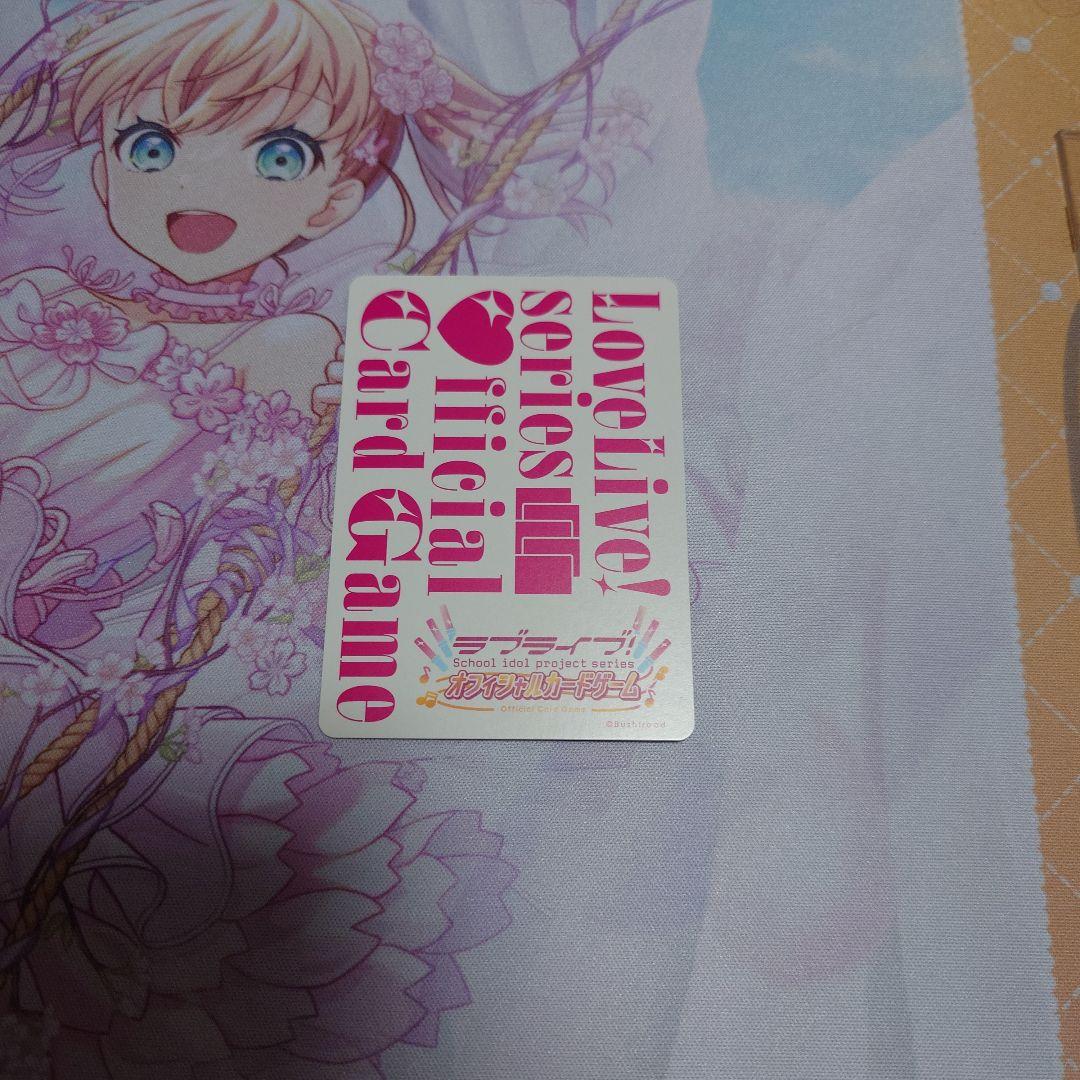 LoveLive!
series
♥fficial
Card Game
ラブライブ!
School idol project series
オフィシャルカードゲーム
Official Card Game
©Bushiroad